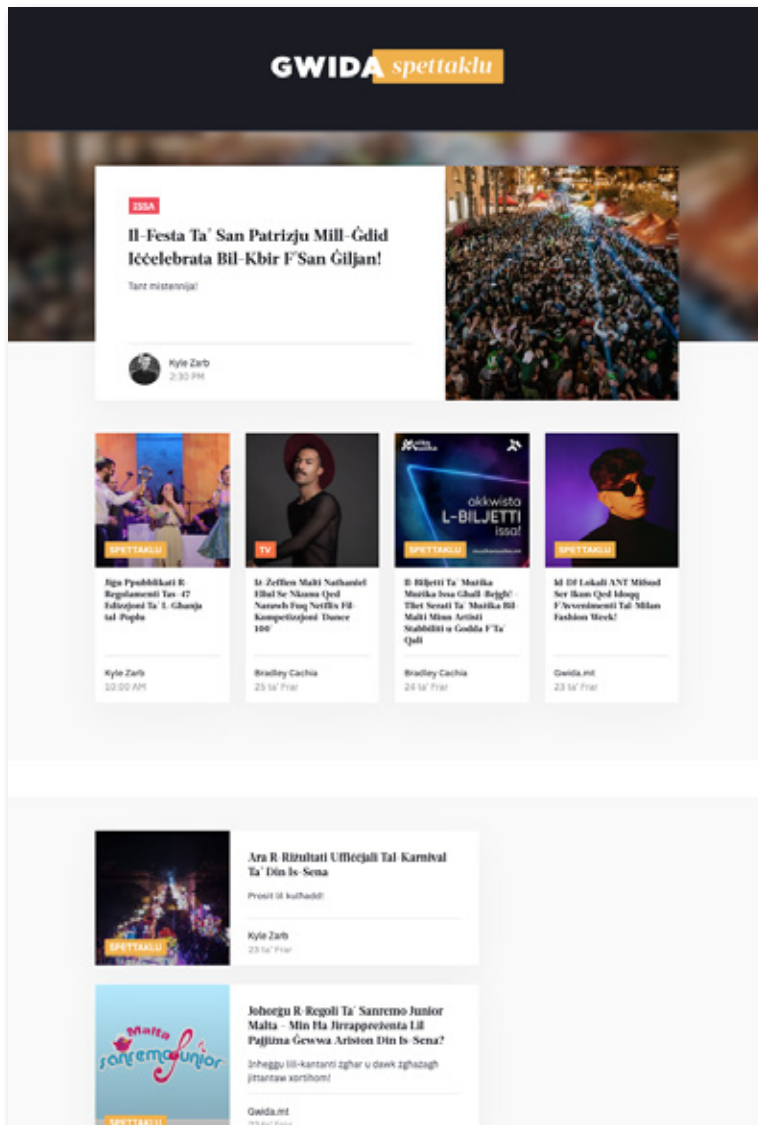 GWIDA spettaklu
ISSA
Il-Festa Ta' San Patrizju Mill-Ġdid
Iċċelebrata Bil-Kbir F'San Ġiljan!
Tant mistennija!
Kyle Zarb
2:30 PM
SPETTAKLU
Jiġu Ppubblikati R-
Regolamenti Tas-47
Edizzjoni Ta' L-Għanja
tal-Poplu
Kyle Zarb
10:00 AM
TV
Iż-Żeffien Malti Nathaniel
Ellul Se Nkunu Qed
Narawh Fuq Netflix Fil-
Kompetizzjoni 'Dance
100'
Bradley Cachia
25 ta' Frar
akkwista
L-BILJETTI
issa!
SPETTAKLU
Il-Biljetti Ta' Mużika
Mużika Issa Għall-Bejgħ! -
Tliet Serati Ta' Mużika Bil-
Malti Minn Artisti
Stabbiliti u Ġodda F'Ta'
Qali
Bradley Cachia
24 ta' Frar
SPETTAKLU
Id-DJ Lokali ANT Mifsud
Ser Ikun Qed Idoqq
F'Avvenimenti Tal-Milan
Fashion Week!
Gwida.mt
23 ta' Frar
SPETTAKLU
Ara R-Riżultati Uffiċjali Tal-Karnival
Ta' Din Is-Sena
Prosit lil kulħadd!
Kyle Zarb
23 ta' Frar
Malta
sanremo junior
SPETTAKLU
Joħorġu R-Regoli Ta' Sanremo Junior
Malta - Min Ħa Jirrappreżenta Lil
Pajjiżna Ġewwa Ariston Din Is-Sena?
Inħeġġu lill-kantanti żgħar u dawk żgħażagħ
jittantaw xortihom!
Gwida.mt